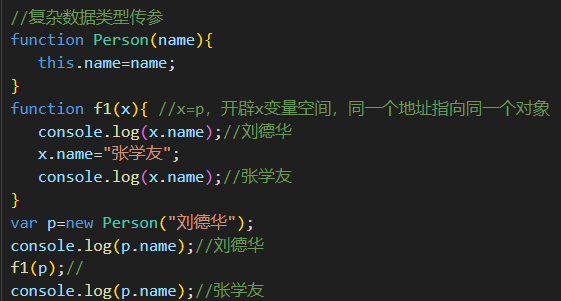 //复杂数据类型传参
function Person(name){
this.name=name;
}
function f1(x){ //x=p，开辟x变量空间，同一个地址指向同一个对象
console.log(x.name);//刘德华
x.name="张学友";
console.log(x.name);//张学友
}
var p=new Person("刘德华");
console.log(p.name);//刘德华
f1(p);//
console.log(p.name);//张学友